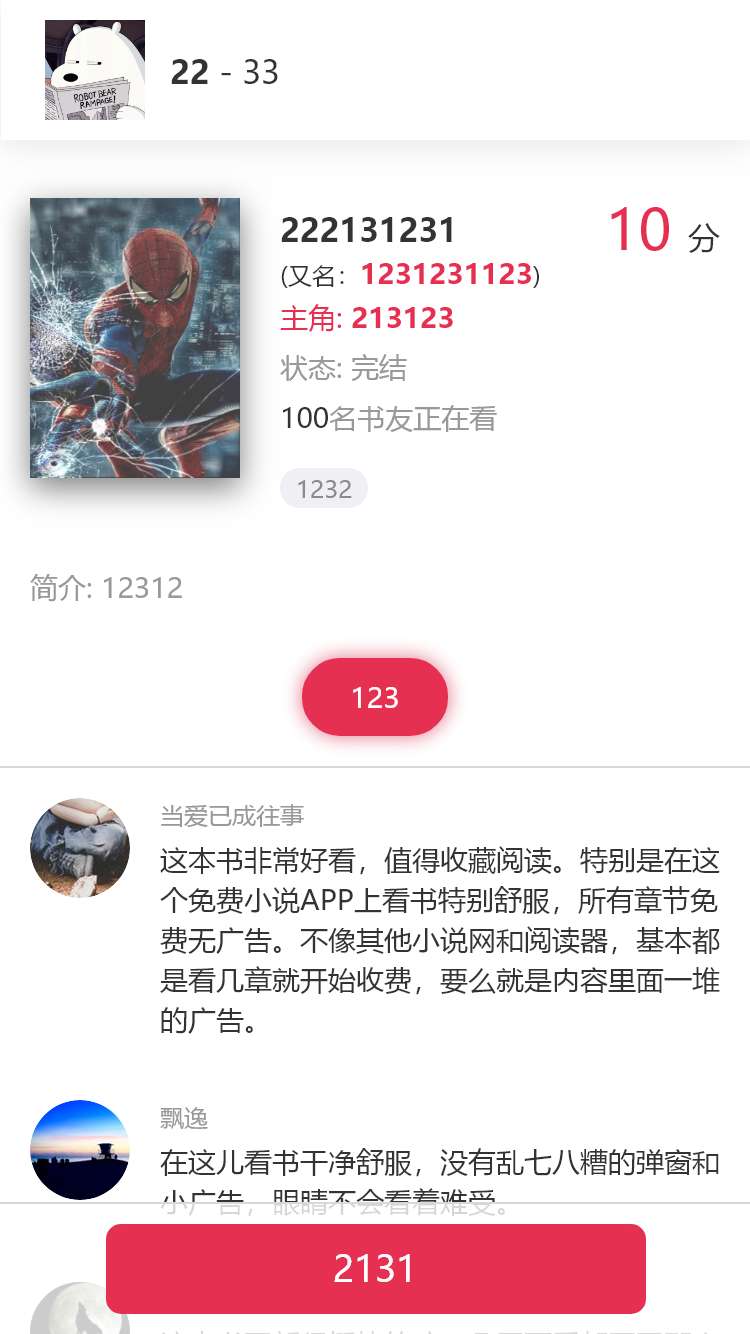 ROBOT BEAR
RAMPAGE!
22 - 33
222131231
10 分
(又名：1231231123)
主角: 213123
状态: 完结
100名书友正在看
1232
简介: 12312
123
当爱已成往事
这本书非常好看，值得收藏阅读。特别是在这
个免费小说APP上看书特别舒服，所有章节免
费无广告。不像其他小说网和阅读器，基本都
是看几章就开始收费，要么就是内容里面一堆
的广告。
飘逸
在这儿看书干净舒服，没有乱七八糟的弹窗和
小广告，眼睛不会看着难受。
2131